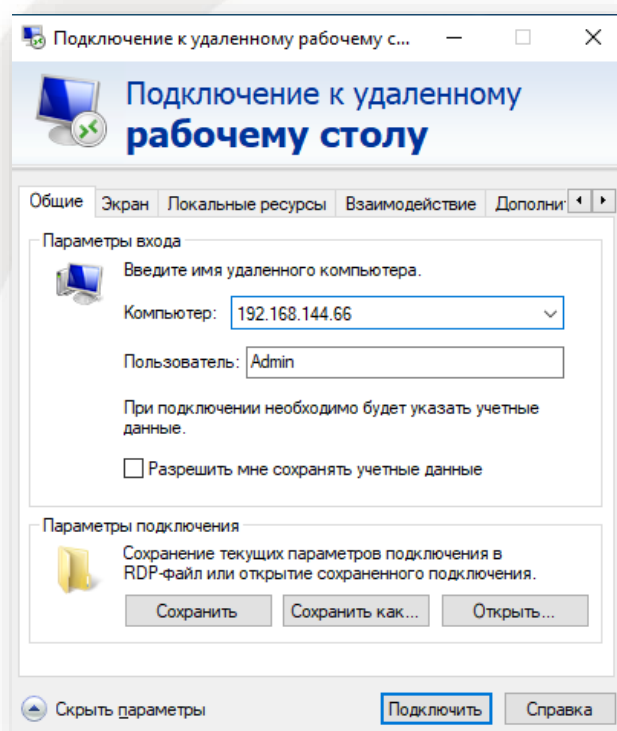 Подключение к удаленному рабочему с...
Подключение к удаленному
рабочему столу
Общие Экран Локальные ресурсы Взаимодействие Дополни
Параметры входа
Введите имя удаленного компьютера.
Компьютер: 192.168.144.66
Пользователь: Admin
При подключении необходимо будет указать учетные
данные.
Разрешить мне сохранять учетные данные
Параметры подключения
Сохранение текущих параметров подключения в
RDP-файл или открытие сохраненного подключения.
Сохранить Сохранить как... Открыть...
Скрыть параметры Подключить Справка